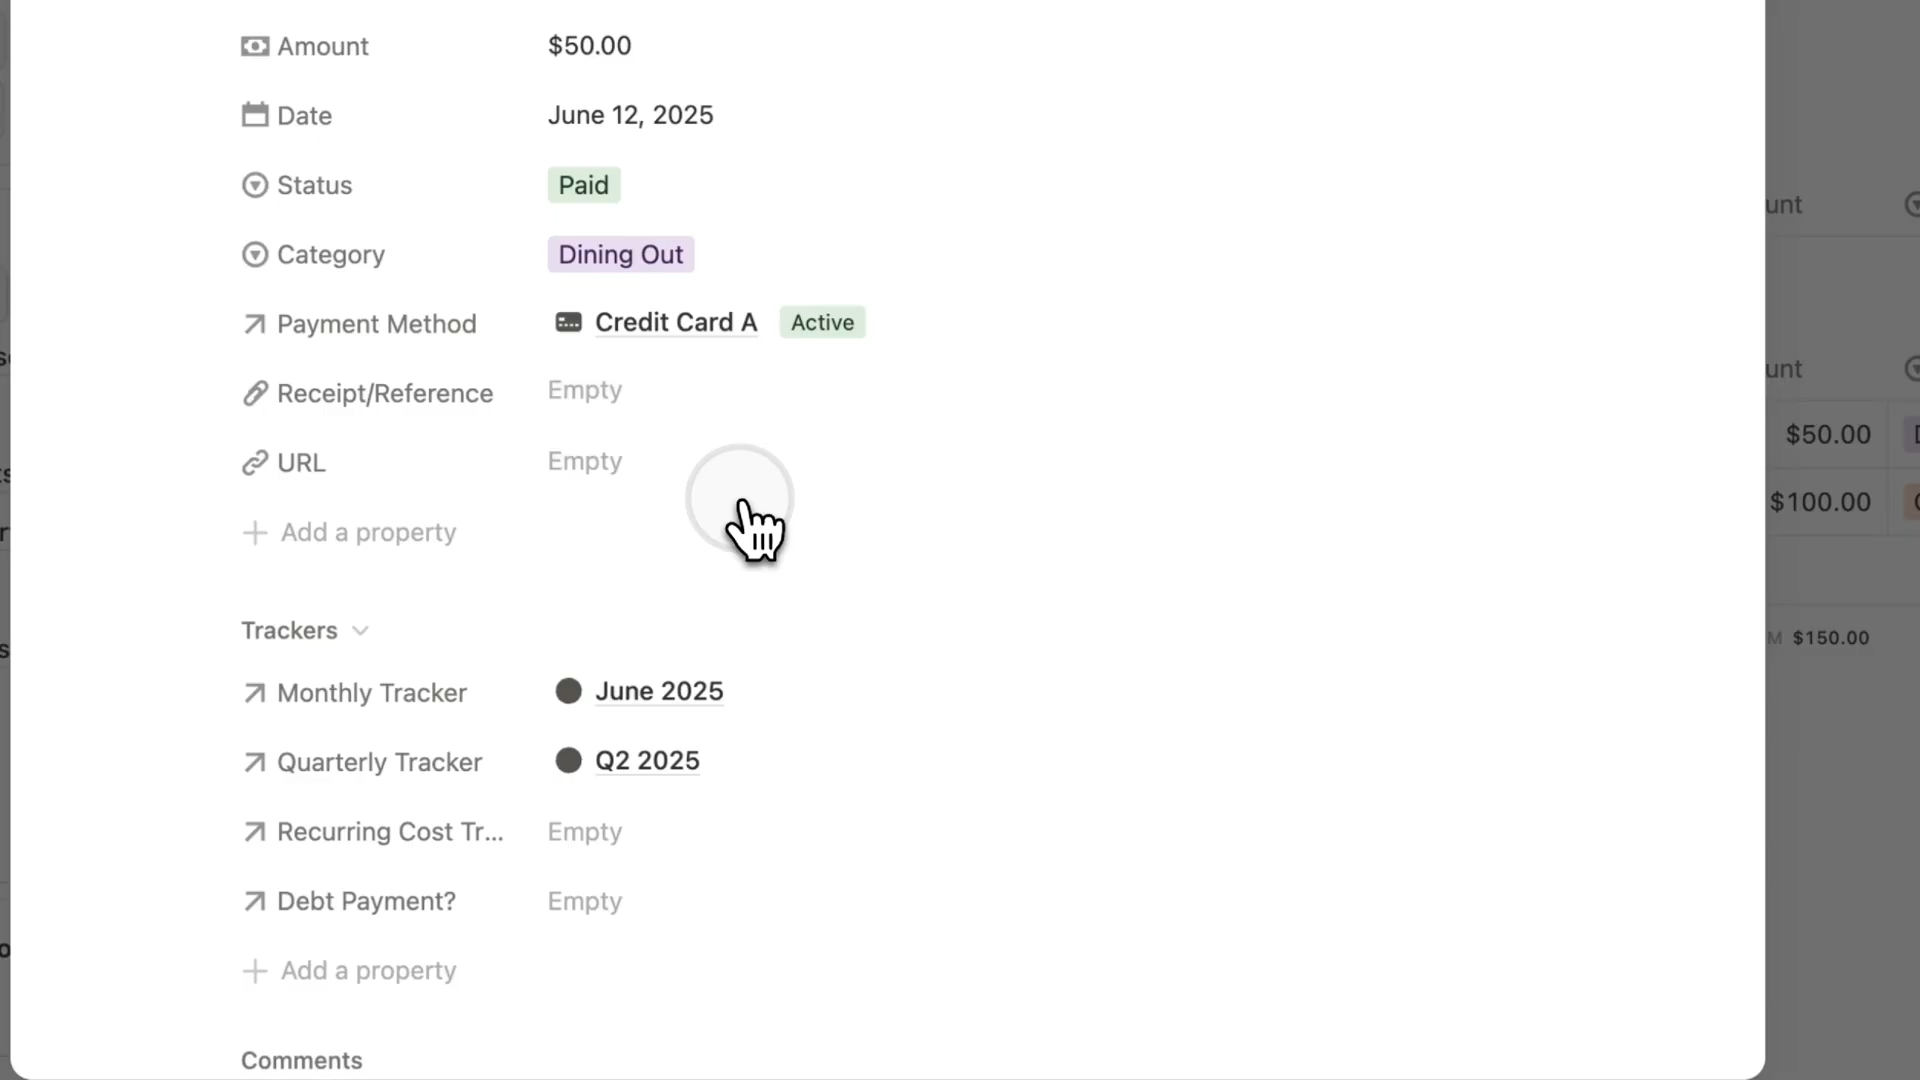 Amount $50.00
Date June 12, 2025
Status Paid
Category Dining Out
Payment Method Credit Card A Active
Receipt/Reference Empty
URL Empty
Add a property
Trackers
Monthly Tracker June 2025
Quarterly Tracker Q2 2025
Recurring Cost Tr... Empty
Debt Payment? Empty
Add a property
Comments
unt
unt
$50.00
$100.00
M $150.00